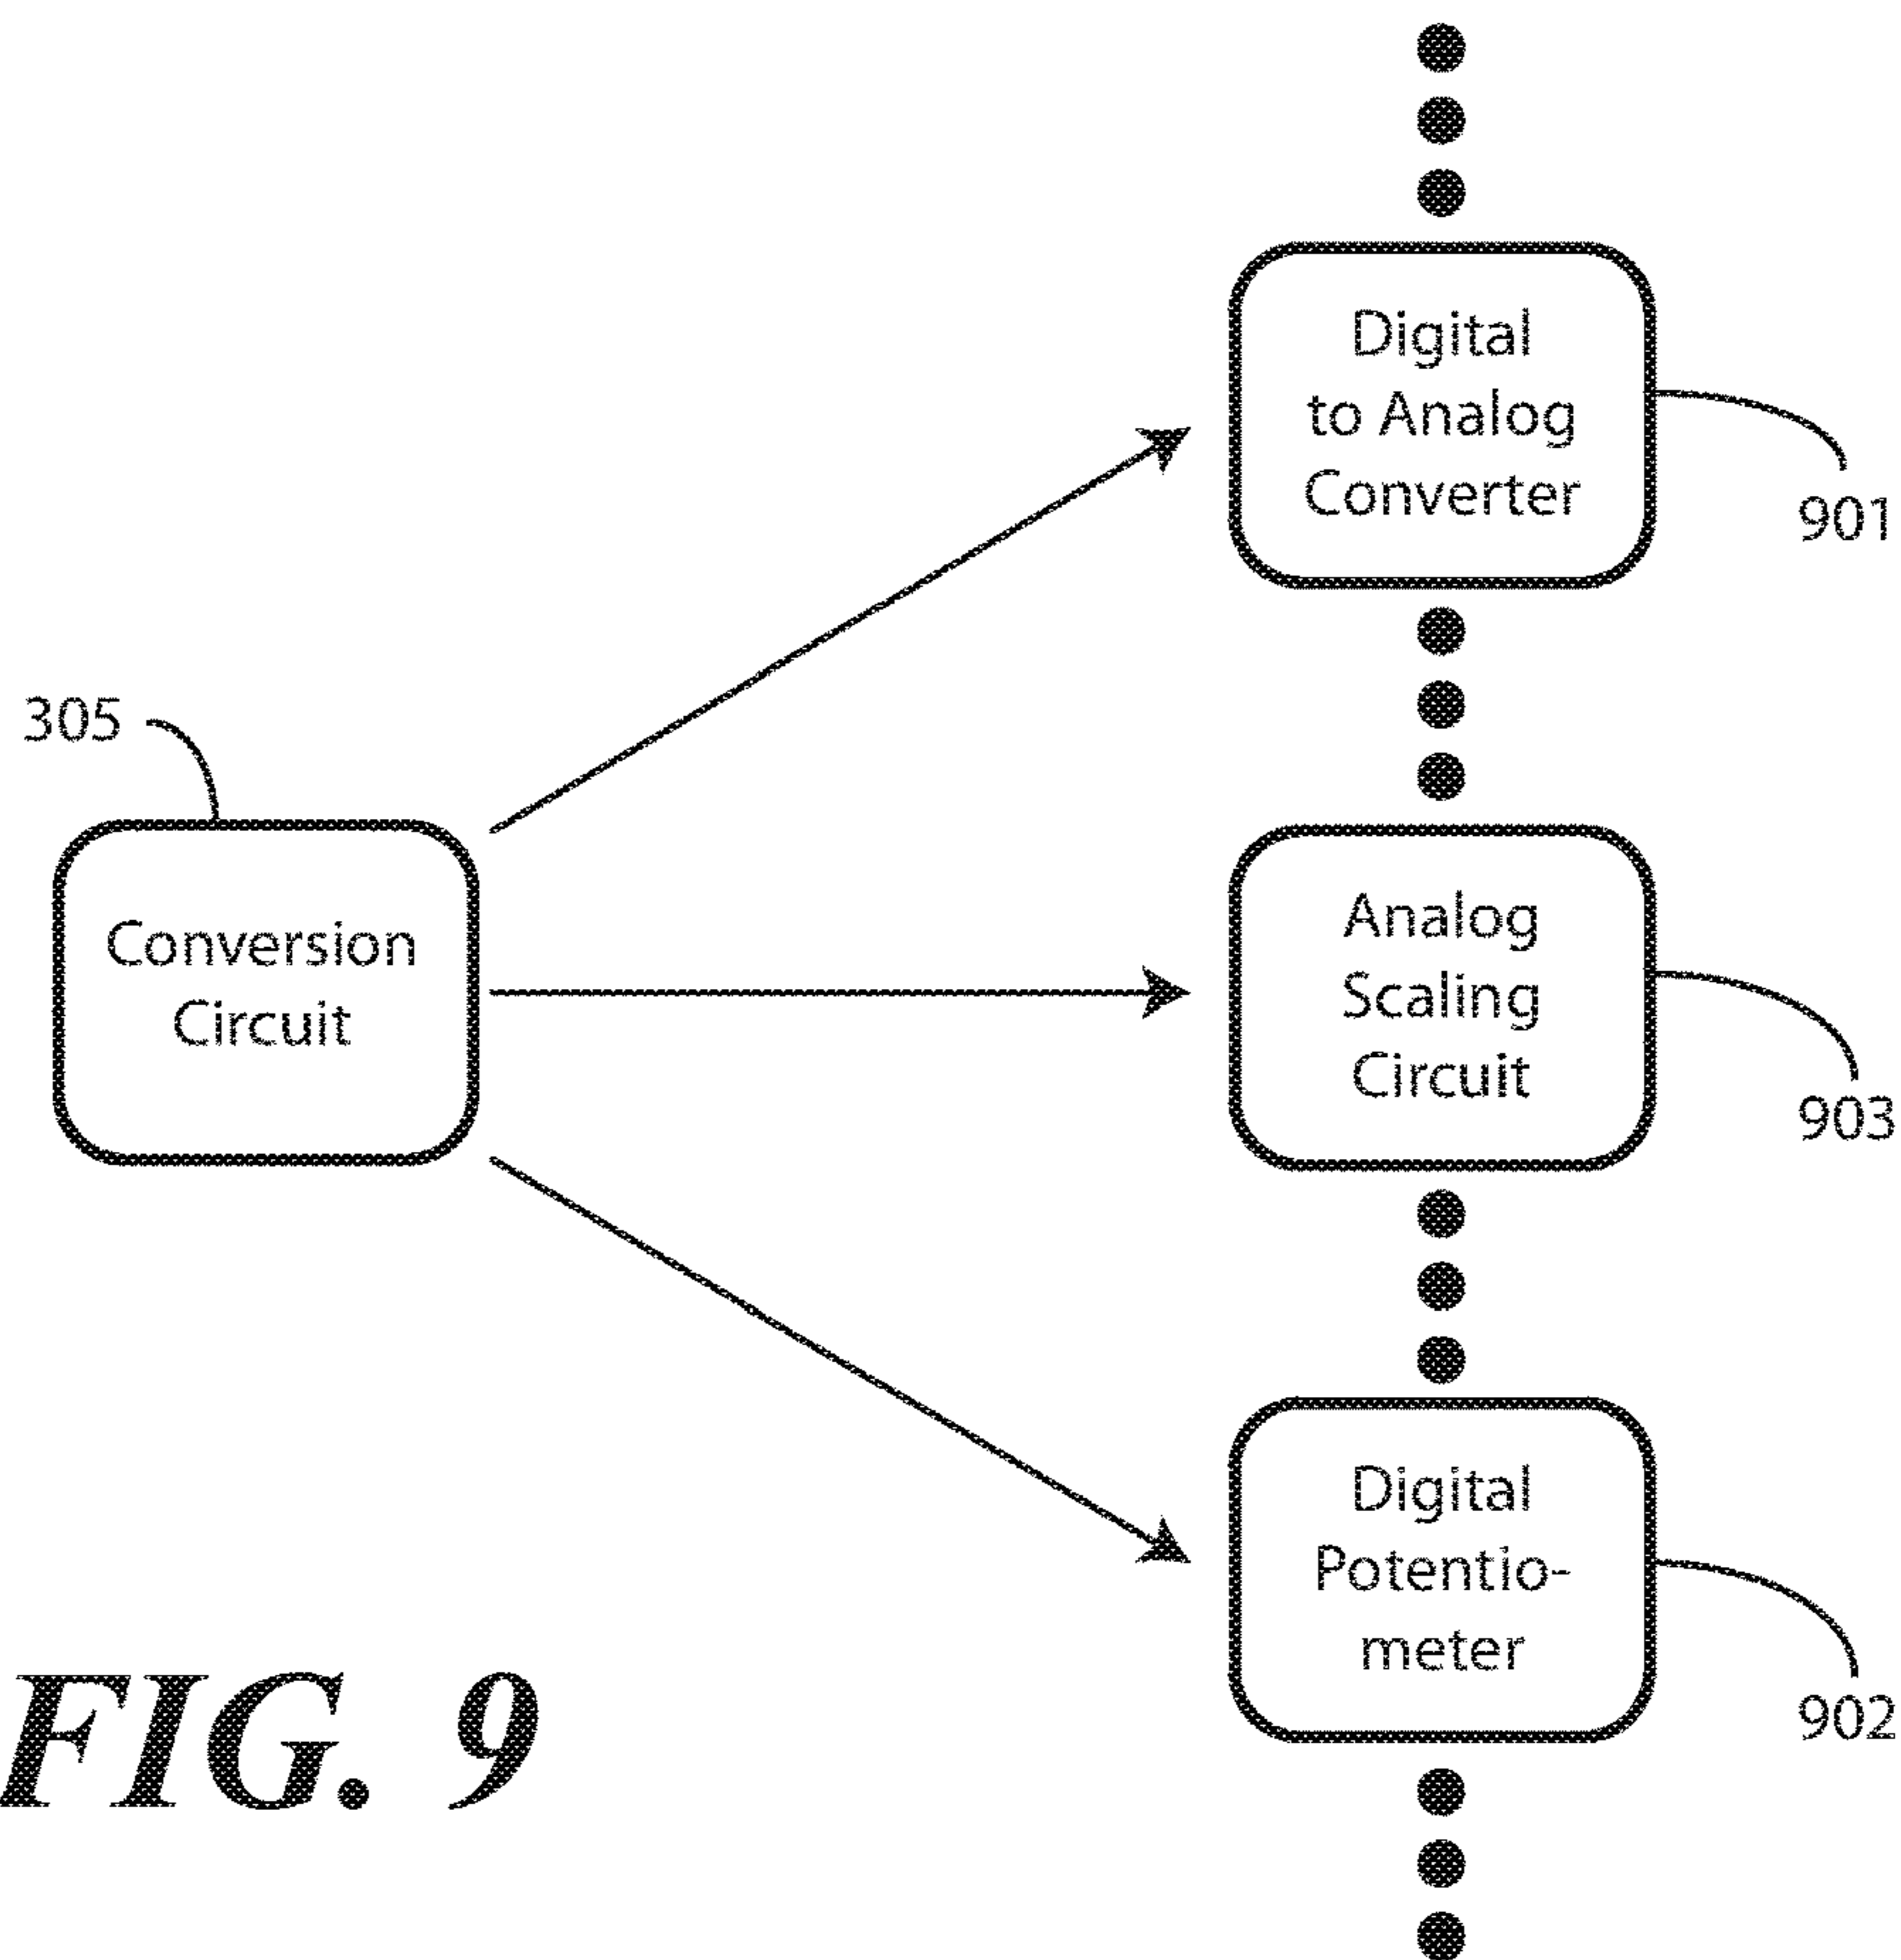 Digital
to Analog
Converter
901
305
Conversion
Circuit
Analog
Scaling
Circuit
903
Digital
Potentio-
meter
902
FIG. 9